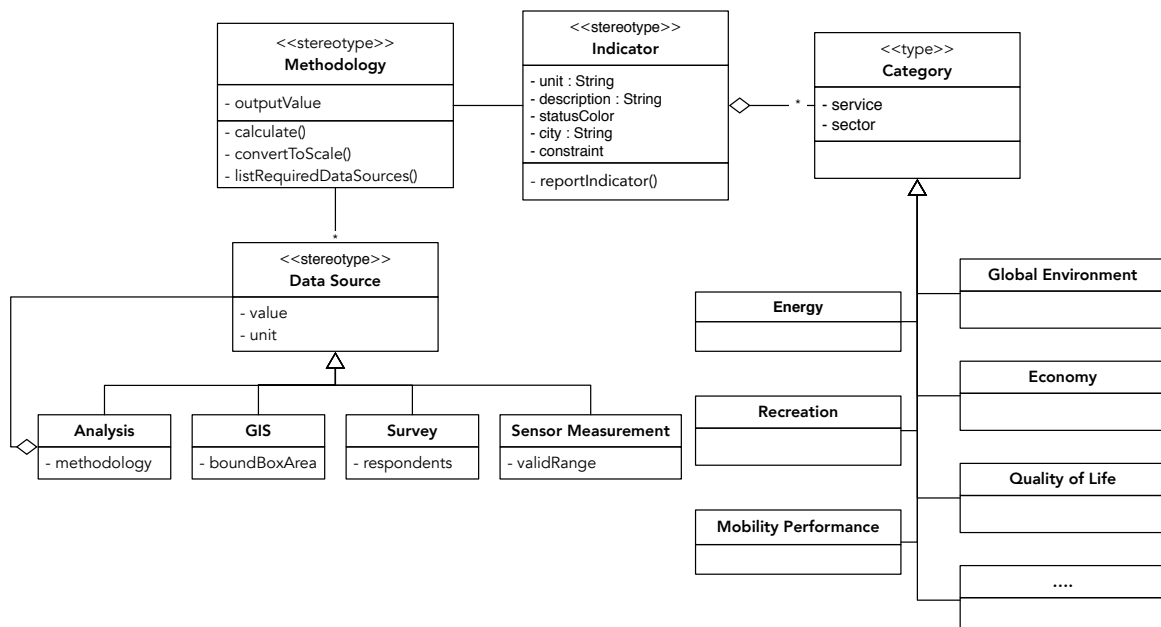 <<stereotype>>
Methodology
- outputValue
- calculate()
- convertToScale()
- listRequiredDataSources()
<<stereotype>>
Indicator
- unit : String
- description : String
- statusColor
- city : String
- constraint
- reportIndicator()
*
<<type>>
Category
- service
- sector
*
<<stereotype>>
Data Source
- value
- unit
Analysis
- methodology
GIS
- boundBoxArea
Survey
- respondents
Sensor Measurement
- validRange
Energy
Global Environment
Recreation
Economy
Mobility Performance
Quality of Life
....